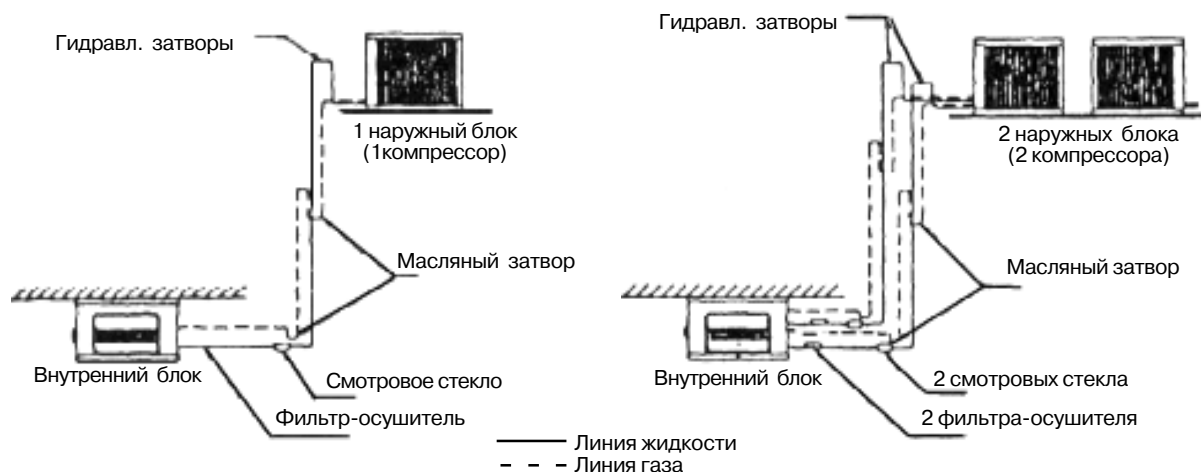 Гидравл. затворы
1 наружный блок
(1компрессор)
Масляный затвор
Внутренний блок
Смотровое стекло
Фильтр-осушитель
Гидравл. затворы
2 наружных блока
(2 компрессора)
Масляный затвор
Внутренний блок
2 смотровых стекла
2 фильтра-осушителя
Линия жидкости
Линия газа